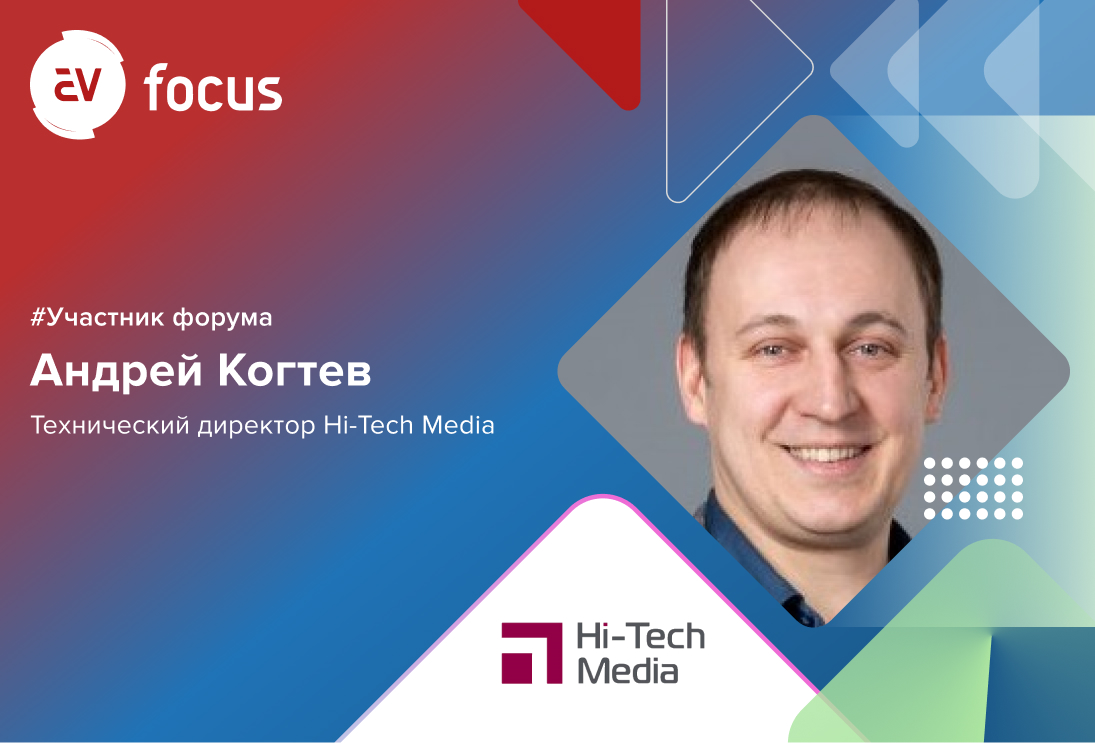 av focus
#Участник форума
Андрей Когтев
Технический директор Hi-Tech Media
Hi-Tech
Media